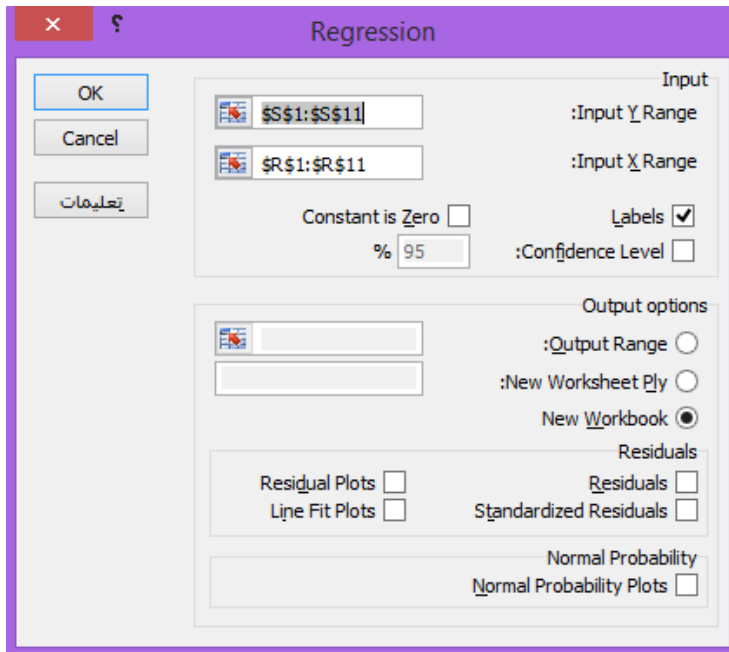 ؟ Regression
Input
:Input Y Range $S$1:$S$11
OK
:Input X Range $R$1:$R$11
Cancel
Labels Constant is Zero
تعليمات
:Confidence Level 95 %
Output options
:Output Range
:New Worksheet Ply
New Workbook
Residuals
Residuals Residual Plots
Standardized Residuals Line Fit Plots
Normal Probability
Normal Probability Plots